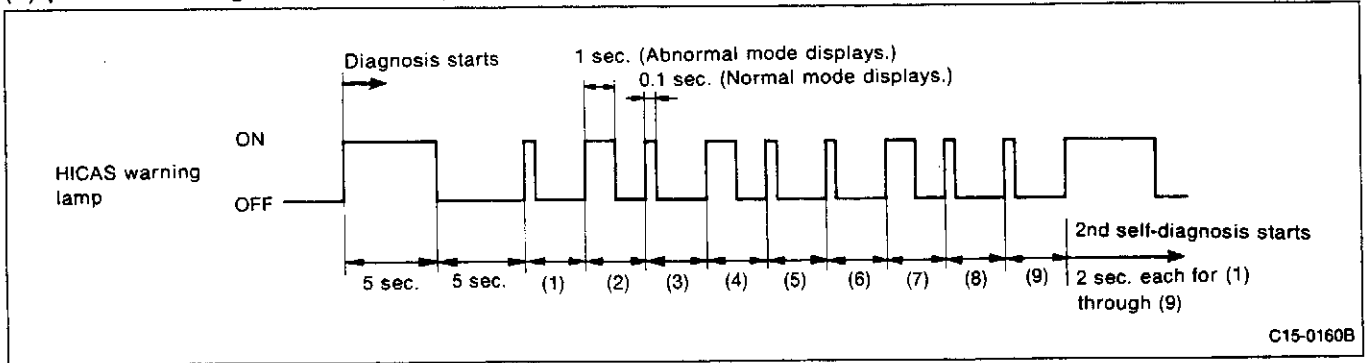 Diagnosis starts
1 sec. (Abnormal mode displays.)
0.1 sec. (Normal mode displays.)
ON
HICAS warning
lamp
OFF
2nd self-diagnosis starts
5 sec. 5 sec. (1) (2) (3) (4) (5) (6) (7) (8) (9) 2 sec. each for (1)
through (9)
C15-0160B